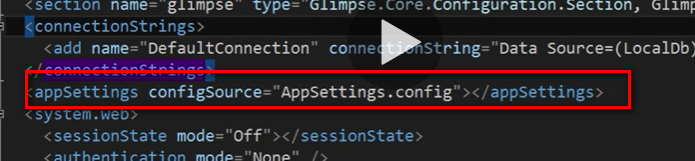 <section name="glimpse" type="Glimpse.Core.Configuration.Section, Glim
<connectionStrings>
<add name="DefaultConnection" connectionString="Data Source=(LocalDb)
</connectionStrings>
<appSettings configSource="AppSettings.config"></appSettings>
<system.web>
<sessionState mode="Off"></sessionState>
<authentication mode="None" />